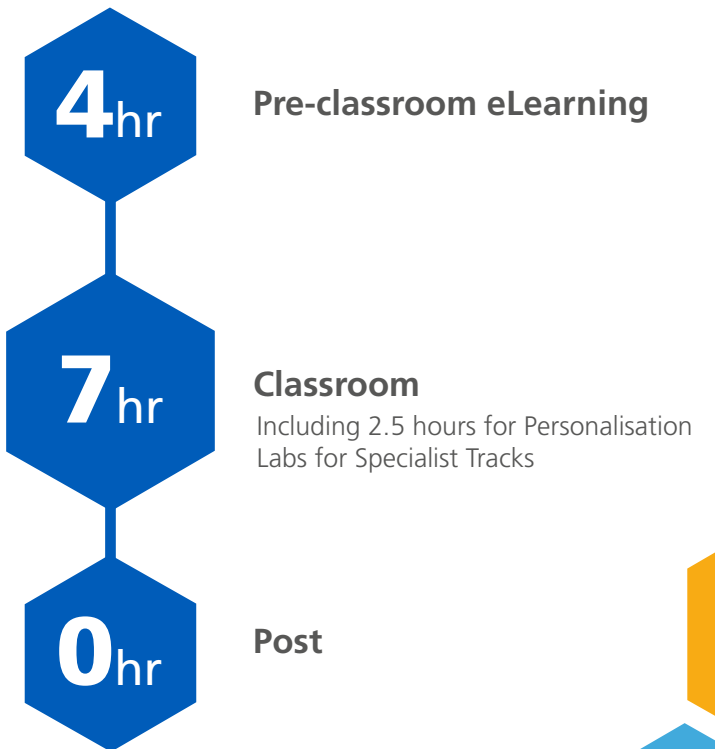 4hr
Pre-classroom eLearning
7hr
Classroom
Including 2.5 hours for Personalisation
Labs for Specialist Tracks
0hr
Post